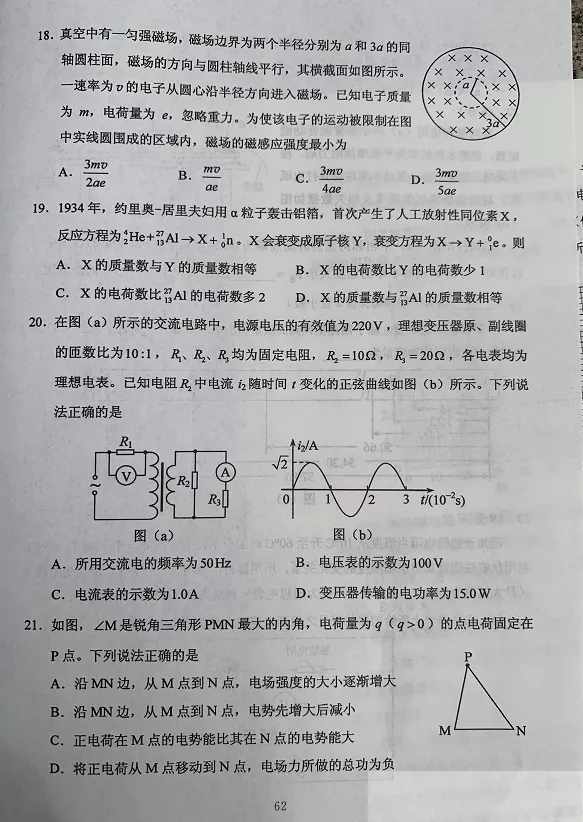 18. 真空中有一匀强磁场，磁场边界为两个半径分别为 a 和 3a 的同
轴圆柱面，磁场的方向与圆柱轴线平行，其横截面如图所示。
一速率为 v 的电子从圆心沿半径方向进入磁场。已知电子质量
为 m，电荷量为 e，忽略重力。为使该电子的运动被限制在图
中实线圆围成的区域内，磁场的磁感应强度最小为
a
3a
A. 3mv/2ae B. mv/ae C. 3mv/4ae D. 3mv/5ae
19. 1934 年，约里奥-居里夫妇用 α 粒子轰击铝箔，首次产生了人工放射性同位素 X，
反应方程为 ⁴₂He+²⁷₁₃Al→X+¹₀n。X 会衰变成原子核 Y，衰变方程为 X→Y+⁰₁e。则
A. X 的质量数与 Y 的质量数相等 B. X 的电荷数比 Y 的电荷数少 1
C. X 的电荷数比²⁷₁₃Al 的电荷数多 2 D. X 的质量数与²⁷₁₃Al 的质量数相等
20. 在图（a）所示的交流电路中，电源电压的有效值为 220V，理想变压器原、副线圈
的匝数比为 10:1，R₁、R₂、R₃ 均为固定电阻，R₂=10Ω，R₃=20Ω，各电表均为
理想电表。已知电阻 R₂ 中电流 i₂ 随时间 t 变化的正弦曲线如图（b）所示。下列说
法正确的是
R₁
V
~
R₂
A
R₃
图（a）
i₂/A
√2
0 1 2 3 t/(10⁻²s)
图（b）
A. 所用交流电的频率为 50Hz B. 电压表的示数为 100V
C. 电流表的示数为 1.0A D. 变压器传输的电功率为 15.0W
21. 如图，∠M 是锐角三角形 PMN 最大的内角，电荷量为 q（q>0）的点电荷固定在
P 点。下列说法正确的是
A. 沿 MN 边，从 M 点到 N 点，电场强度的大小逐渐增大
B. 沿 MN 边，从 M 点到 N 点，电势先增大后减小
C. 正电荷在 M 点的电势能比其在 N 点的电势能大
D. 将正电荷从 M 点移动到 N 点，电场力所做的总功为负
P
M N
62